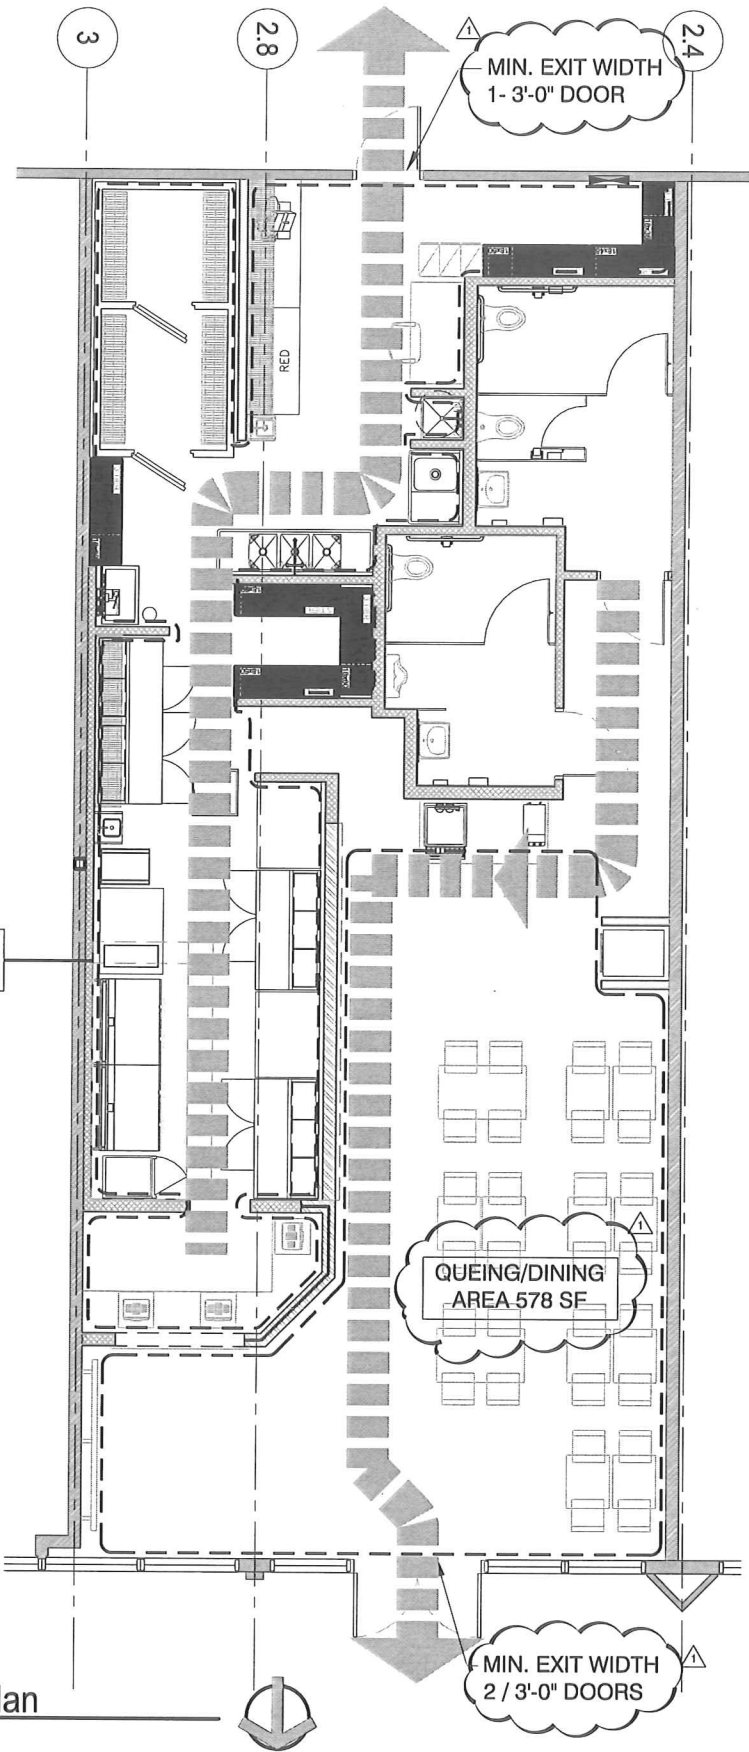 3
2.8
2.4
1
MIN. EXIT WIDTH
1- 3'-0" DOOR
RED
1
QUEING/DINING
AREA 578 SF
MIN. EXIT WIDTH
2 / 3'-0" DOORS
1
lan